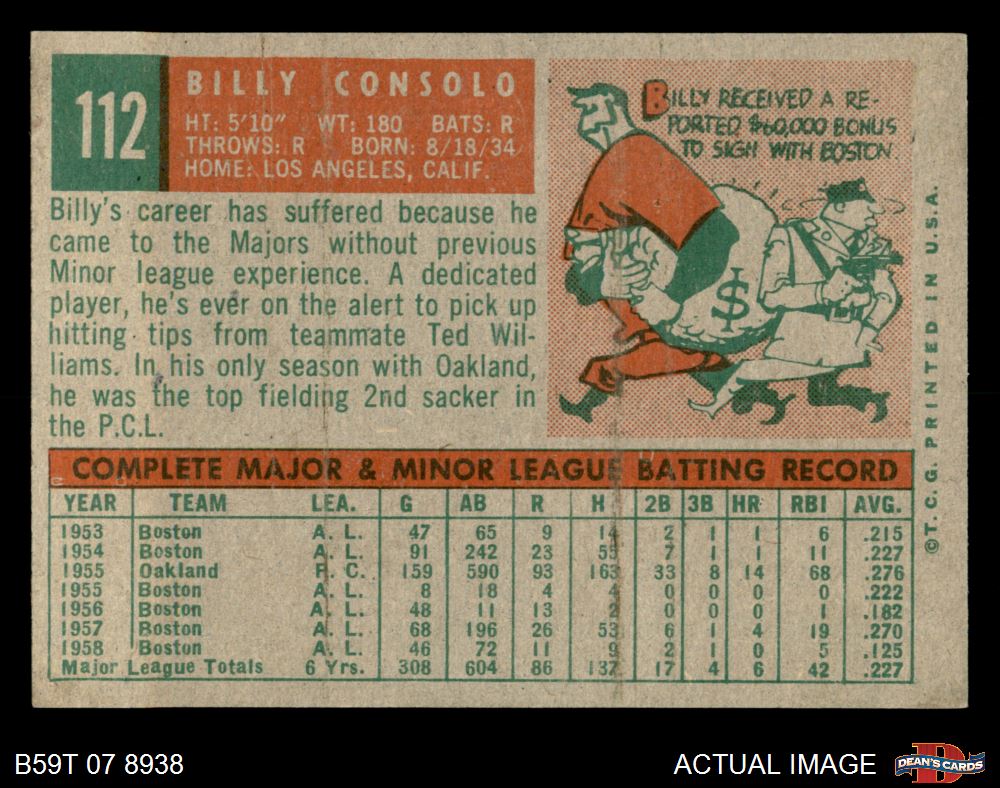 112
BILLY CONSOLO
HT: 5'10" WT: 180 BATS: R
THROWS: R BORN: 8/18/34
HOME: LOS ANGELES, CALIF.
Billy's career has suffered because he
came to the Majors without previous
Minor league experience. A dedicated
player, he's ever on the alert to pick up
hitting tips from teammate Ted Wil-
liams. In his only season with Oakland,
he was the top fielding 2nd sacker in
the P.C.L.
BILLY RECEIVED A RE-
PORTED $60,000 BONUS
TO SIGN WITH BOSTON
$
COMPLETE MAJOR & MINOR LEAGUE BATTING RECORD
YEAR TEAM LEA. G AB R H 2B 3B HR RBI AVG.
1953 Boston A. L. 47 65 9 14 2 1 1 6 .215
1954 Boston A. L. 91 242 23 55 7 1 1 11 .227
1955 Oakland P. C. 159 590 93 163 33 8 14 68 .276
1955 Boston A. L. 8 18 4 4 0 0 0 0 .222
1956 Boston A. L. 48 11 13 2 0 0 0 1 .182
1957 Boston A. L. 68 196 26 53 6 1 4 19 .270
1958 Boston A. L. 46 72 11 9 2 1 0 5 .125
Major League Totals 6 Yrs. 308 604 86 137 17 4 6 42 .227
©T. C. G. PRINTED IN U.S.A.
B59T 07 8938
ACTUAL IMAGE
D
DEAN'S CARDS